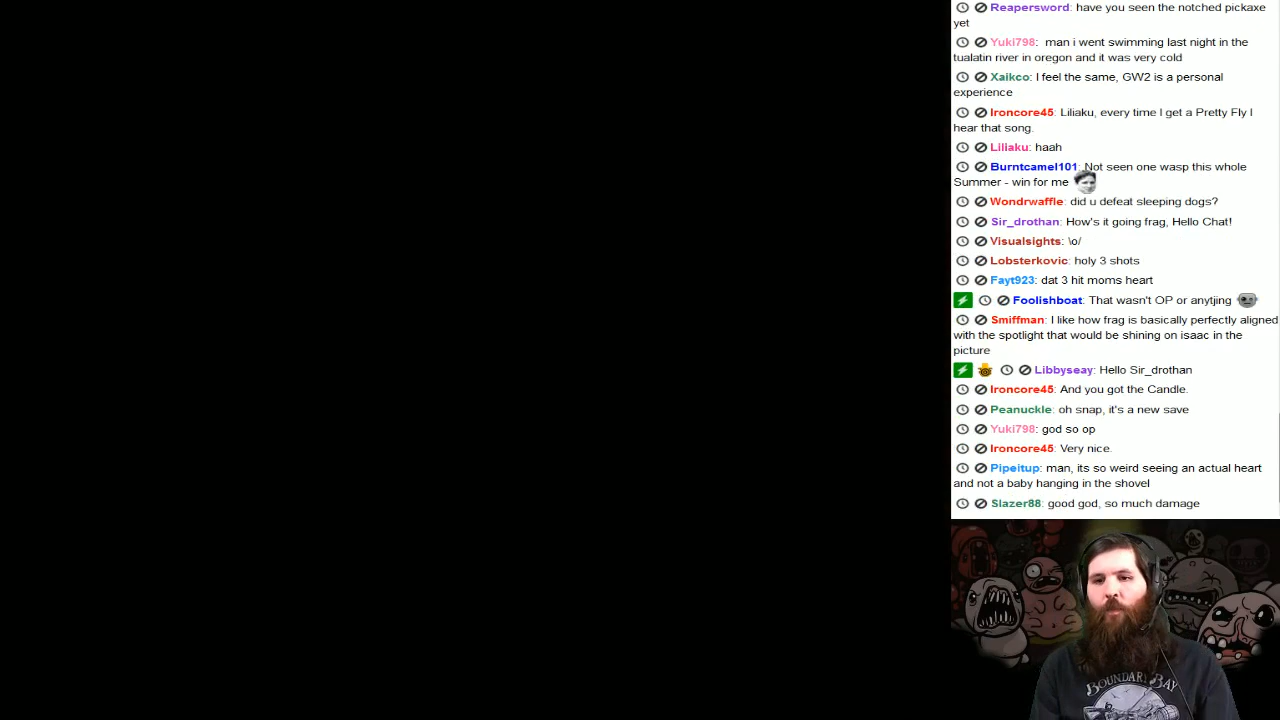 Reapersword: have you seen the notched pickaxe
yet
Yuki798: man i went swimming last night in the
tualatin river in oregon and it was very cold
Xaikco: I feel the same, GW2 is a personal
experience
Ironcore45: Liliaku, every time I get a Pretty Fly I
hear that song.
Liliaku: haah
Burntcamel101: Not seen one wasp this whole
Summer - win for me
Wondrwaffle: did u defeat sleeping dogs?
Sir_drothan: How's it going frag, Hello Chat!
Visualsights: \o/
Lobsterkovic: holy 3 shots
Fayt923: dat 3 hit moms heart
Foolishboat: That wasn't OP or anytjing
Smiffman: I like how frag is basically perfectly aligned
with the spotlight that would be shining on isaac in the
picture
Libbyseay: Hello Sir_drothan
Ironcore45: And you got the Candle.
Peanuckle: oh snap, it's a new save
Yuki798: god so op
Ironcore45: Very nice.
Pipeitup: man, its so weird seeing an actual heart
and not a baby hanging in the shovel
Slazer88: good god, so much damage
BOUNDARY BAY